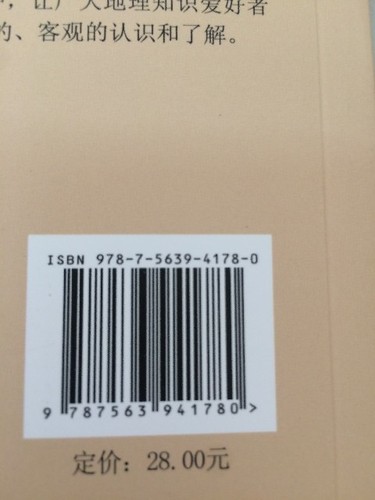 让广大地理知识爱好者
的、客观的认识和了解。
ISBN 978-7-5639-4178-0
9 787563 941780 >
定价：28.00元